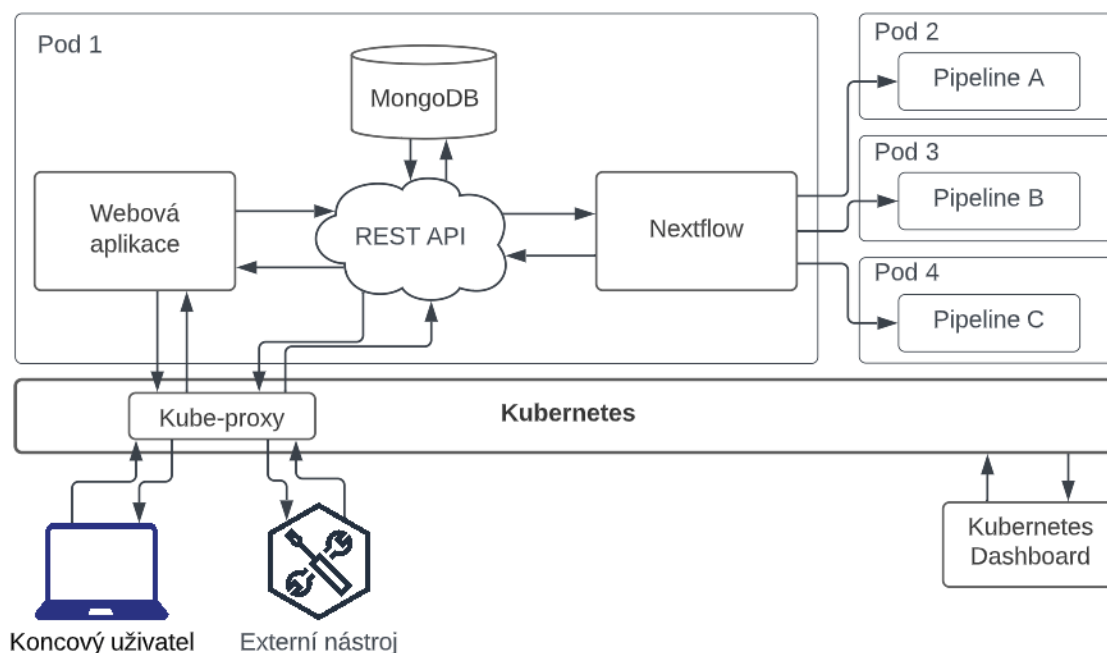 Pod 1
MongoDB
Webová
aplikace
REST API
Nextflow
Pod 2
Pipeline A
Pod 3
Pipeline B
Pod 4
Pipeline C
Kube-proxy
Kubernetes
Kubernetes
Dashboard
Koncový uživatel
Externí nástroj